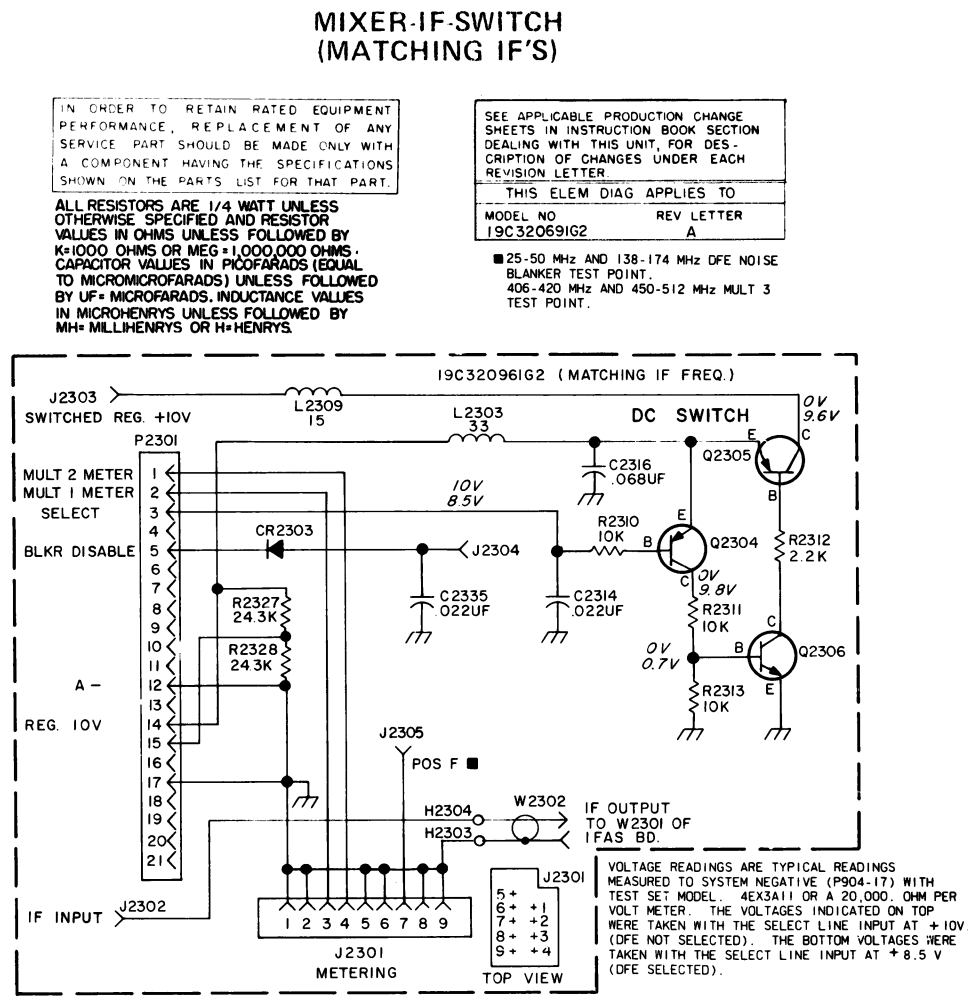 MIXER-IF-SWITCH
(MATCHING IF'S)
IN ORDER TO RETAIN RATED EQUIPMENT
PERFORMANCE, REPLACEMENT OF ANY
SERVICE PART SHOULD BE MADE ONLY WITH
A COMPONENT HAVING THE SPECIFICATIONS
SHOWN ON THE PARTS LIST FOR THAT PART.
ALL RESISTORS ARE 1/4 WATT UNLESS
OTHERWISE SPECIFIED AND RESISTOR
VALUES IN OHMS UNLESS FOLLOWED BY
K=1000 OHMS OR MEG = 1,000,000 OHMS.
CAPACITOR VALUES IN PICOFARADS (EQUAL
TO MICROMICROFARADS) UNLESS FOLLOWED
BY UF= MICROFARADS. INDUCTANCE VALUES
IN MICROHENRYS UNLESS FOLLOWED BY
MH= MILLIHENRYS OR H=HENRYS.
SEE APPLICABLE PRODUCTION CHANGE
SHEETS IN INSTRUCTION BOOK SECTION
DEALING WITH THIS UNIT, FOR DES-
CRIPTION OF CHANGES UNDER EACH
REVISION LETTER.
THIS ELEM DIAG APPLIES TO
MODEL NO REV LETTER
19C320691G2 A
■ 25-50 MHz AND 138-174 MHz DFE NOISE
BLANKER TEST POINT.
406-420 MHz AND 450-512 MHz MULT 3
TEST POINT.
19C320961G2 (MATCHING IF FREQ.)
J2303
SWITCHED REG. +10V
L2309
15
L2303
33
DC SWITCH
0V
9.6V
E
C
B
Q2305
P2301
MULT 2 METER 1
MULT 1 METER 2
SELECT 3
4
BLKR DISABLE 5
6
7
8
9
10
11
A- 12
13
REG. 10V 14
15
16
17
18
19
20
21
CR2303
J2304
10V
8.5V
C2316
.068UF
R2310
10K
B
E
C
Q2304
R2312
2.2K
0V
9.8V
C2335
.022UF
C2314
.022UF
R2327
24.3K
R2328
24.3K
R2311
10K
0V
0.7V
C
B
E
Q2306
R2313
10K
J2305
POS F ■
H2304
H2303
W2302
IF OUTPUT
TO W2301 OF
IFAS BD.
IF INPUT
J2302
1 2 3 4 5 6 7 8 9
J2301
METERING
J2301
5+
6+ +1
7+ +2
8+ +3
9+ +4
TOP VIEW
VOLTAGE READINGS ARE TYPICAL READINGS
MEASURED TO SYSTEM NEGATIVE (P904-17) WITH
TEST SET MODEL. 4EX3A11 OR A 20,000. OHM PER
VOLT METER. THE VOLTAGES INDICATED ON TOP
WERE TAKEN WITH THE SELECT LINE INPUT AT +10V.
(DFE NOT SELECTED). THE BOTTOM VOLTAGES WERE
TAKEN WITH THE SELECT LINE INPUT AT +8.5 V
(DFE SELECTED).